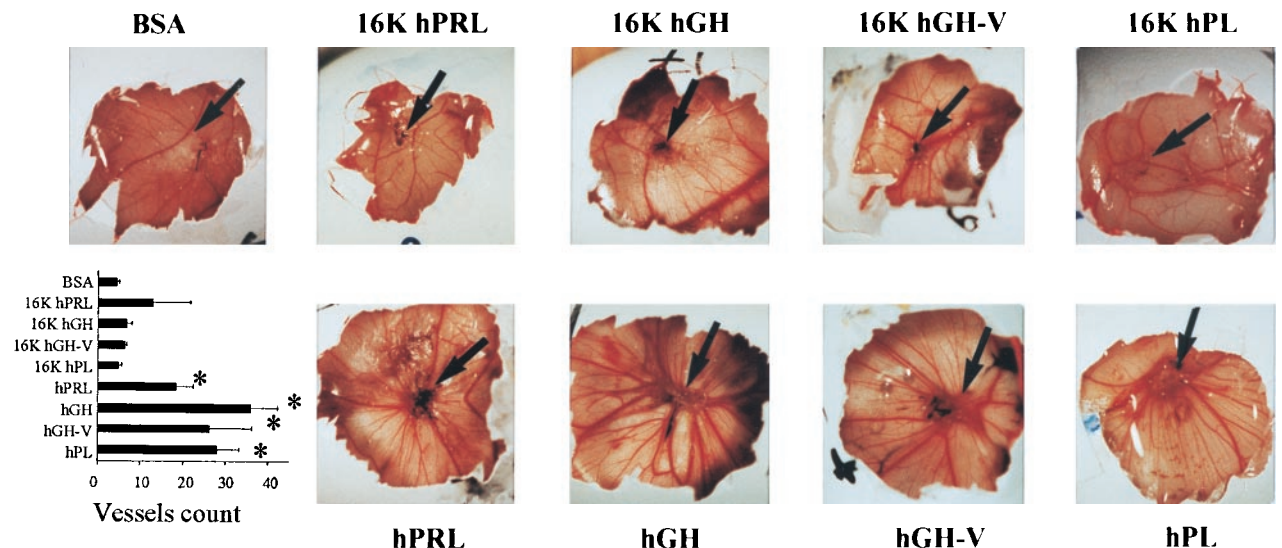 BSA
16K hPRL
16K hGH
16K hGH-V
16K hPL
BSA
16K hPRL
16K hGH
16K hGH-V
16K hPL
hPRL
*
hGH
*
hGH-V
*
hPL
*
0 10 20 30 40
Vessels count
hPRL
hGH
hGH-V
hPL